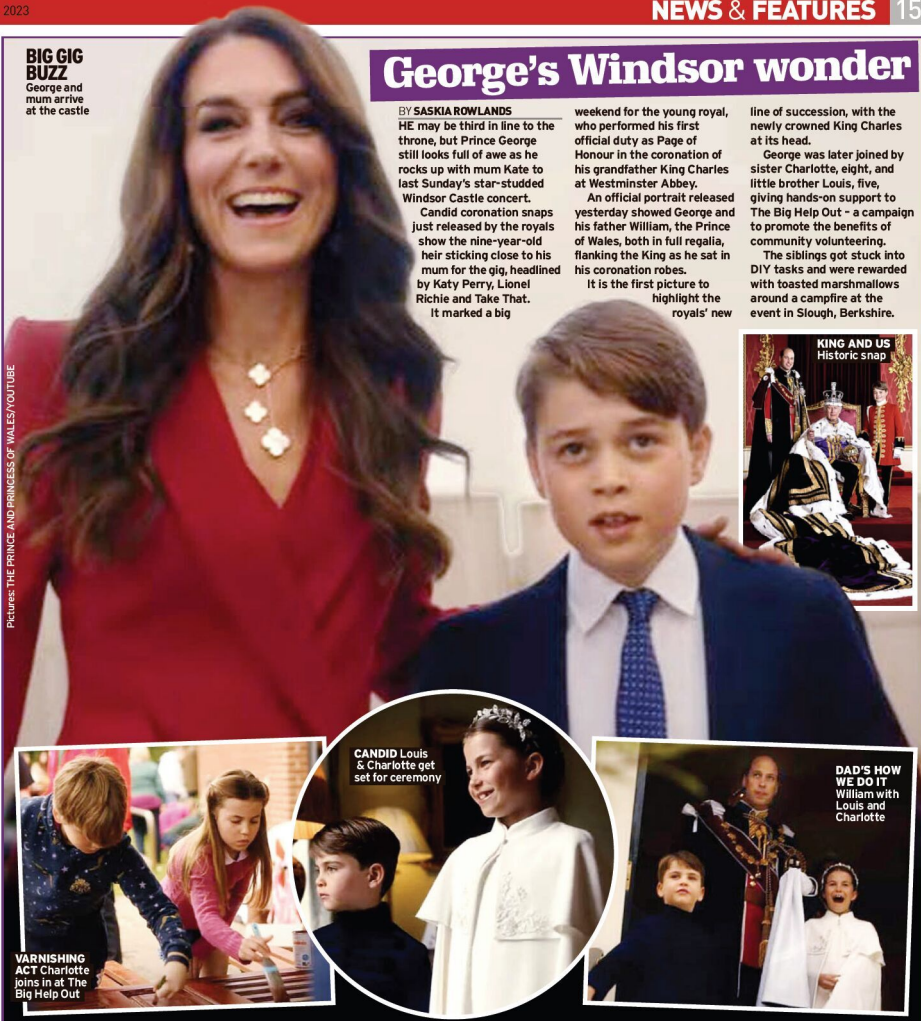 2023
NEWS & FEATURES 15
BIG GIG
BUZZ
George and
mum arrive
at the castle
George's Windsor wonder
BY SASKIA ROWLANDS
HE may be third in line to the
throne, but Prince George
still looks full of awe as he
rocks up with mum Kate to
last Sunday's star-studded
Windsor Castle concert.
Candid coronation snaps
just released by the royals
show the nine-year-old
heir sticking close to his
mum for the gig, headlined
by Katy Perry, Lionel
Richie and Take That.
It marked a big
weekend for the young royal,
who performed his first
official duty as Page of
Honour in the coronation of
his grandfather King Charles
at Westminster Abbey.
An official portrait released
yesterday showed George and
his father William, the Prince
of Wales, both in full regalia,
flanking the King as he sat in
his coronation robes.
It is the first picture to
highlight the
royals' new
line of succession, with the
newly crowned King Charles
at its head.
George was later joined by
sister Charlotte, eight, and
little brother Louis, five,
giving hands-on support to
The Big Help Out – a campaign
to promote the benefits of
community volunteering.
The siblings got stuck into
DIY tasks and were rewarded
with toasted marshmallows
around a campfire at the
event in Slough, Berkshire.
KING AND US
Historic snap
Pictures: THE PRINCE AND PRINCESS OF WALES/YOUTUBE
CANDID Louis
& Charlotte get
set for ceremony
DAD'S HOW
WE DO IT
William with
Louis and
Charlotte
VARNISHING
ACT Charlotte
joins in at The
Big Help Out